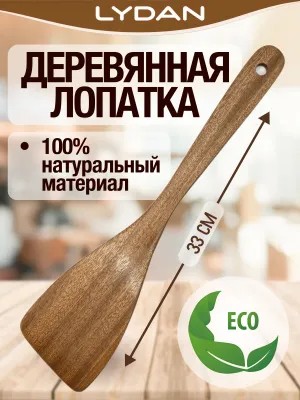 LYDAN
ДЕРЕВЯННАЯ
ЛОПАТКА
• 100%
натуральный
материал
33 СМ
ECO